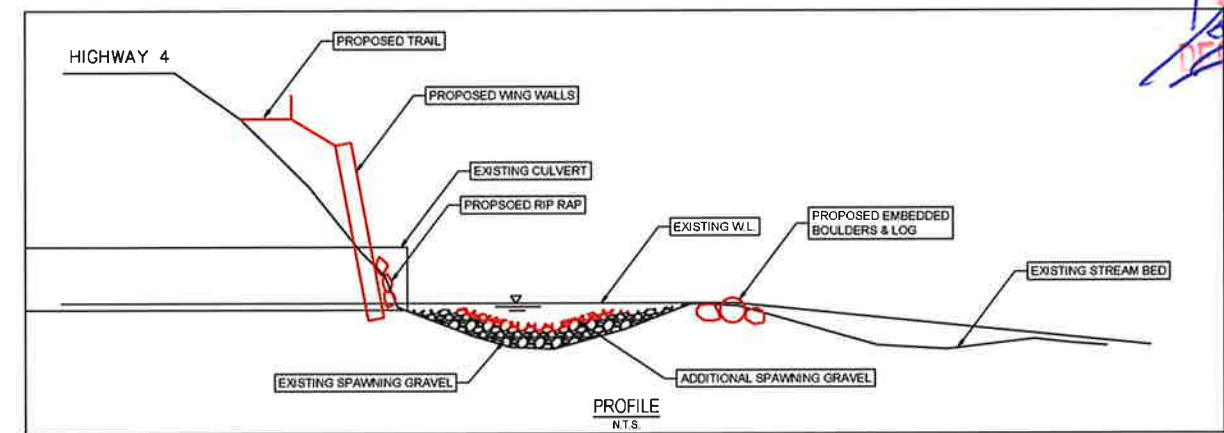 PROPOSED TRAIL
HIGHWAY 4
PROPOSED WING WALLS
EXISTING CULVERT
PROPSOED RIP RAP
EXISTING W.L.
PROPOSED EMBEDDED
BOULDERS & LOG
EXISTING STREAM BED
EXISTING SPAWNING GRAVEL
ADDITIONAL SPAWNING GRAVEL
PROFILE
N.T.S.